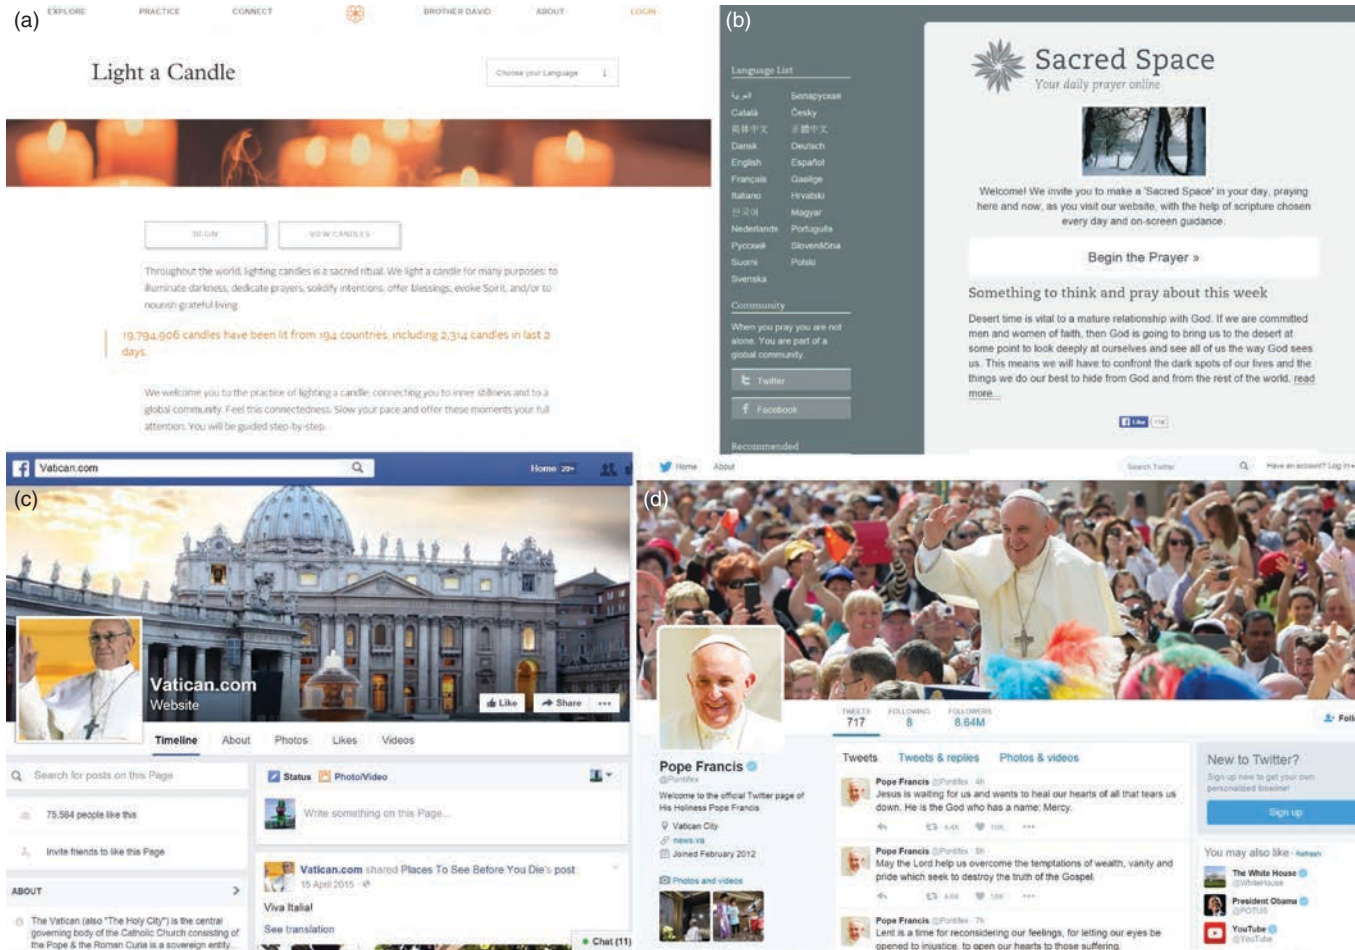 (a)
EXPLORE PRACTICE CONNECT BROTHER DAVID ABOUT LOGIN
Light a Candle
Choose your Language
BEGIN VIEW CANDLES
Throughout the world, lighting candles is a sacred ritual. We light a candle for many purposes: to
illuminate darkness, dedicate prayers, solidify intentions, offer blessings, evoke Spirit, and/or to
nourish grateful living.
19,794,906 candles have been lit from 194 countries, including 2,314 candles in last 2
days.
We welcome you to the practice of lighting a candle, connecting you to inner stillness and to a
global community. Feel this connectedness. Slow your pace and offer these moments your full
attention. You will be guided step-by-step.
(b)
Language List
العربية Беларуская
Català Česky
简体中文 正體中文
Dansk Deutsch
English Español
Français Gaeilge
Italiano Hrvatski
한국어 Magyar
Nederlands Português
Русский Slovenščina
Suomi Polski
Svenska
Community
When you pray you are not
alone. You are part of a
global community.
Twitter
Facebook
Recommended
Sacred Space
Your daily prayer online
Welcome! We invite you to make a 'Sacred Space' in your day, praying
here and now, as you visit our website, with the help of scripture chosen
every day and on-screen guidance.
Begin the Prayer »
Something to think and pray about this week
Desert time is vital to a mature relationship with God. If we are committed
men and women of faith, then God is going to bring us to the desert at
some point to look deeply at ourselves and see all of us the way God sees
us. This means we will have to confront the dark spots of our lives and the
things we do our best to hide from God and from the rest of the world. read
more...
Like
Vatican.com Home 20+
(c)
Vatican.com
Website
Like Share •••
Timeline About Photos Likes Videos
Search for posts on this Page
75,584 people like this
Invite friends to like this Page
ABOUT
The Vatican (also "The Holy City") is the central
governing body of the Catholic Church consisting of
the Pope & the Roman Curia is a sovereign entity...
Status Photo/Video
Write something on this Page...
Vatican.com shared Places To See Before You Die's post.
15 April 2015
Viva Italia!
See translation
Chat (11)
Home About Search Twitter Have an account? Log in
(d)
TWEETS FOLLOWING FOLLOWERS
717 8 8.64M
Pope Francis
@Pontifex
Welcome to the official Twitter page of
His Holiness Pope Francis
Vatican City
news.va
Joined February 2012
Photos and videos
Tweets Tweets & replies Photos & videos
Pope Francis @Pontifex · 4h
Jesus is waiting for us and wants to heal our hearts of all that tears us
down. He is the God who has a name: Mercy.
Pope Francis @Pontifex
May the Lord help us overcome the temptations of wealth, vanity and
pride which seek to destroy the truth of the Gospel.
Pope Francis @Pontifex · 7h
Lent is a time for reconsidering our feelings, for letting our eyes be
opened to injustice, to open our hearts to those suffering.
New to Twitter?
Sign up now to get your own
personalized timeline!
Sign up
You may also like · Refresh
The White House
@WhiteHouse
President Obama
@POTUS
YouTube
@YouTube